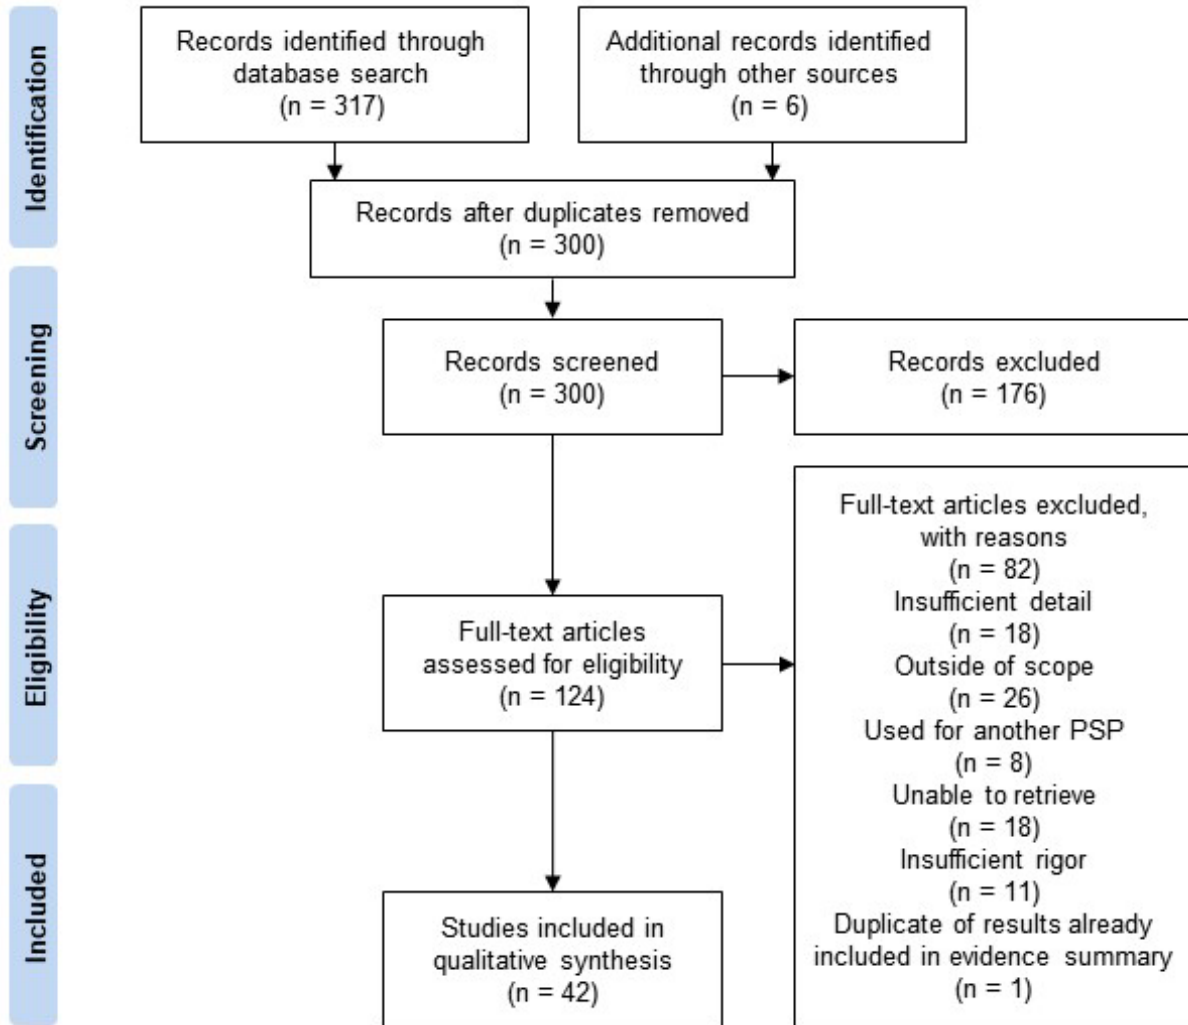 Identification
Records identified through
database search
(n = 317)
Additional records identified
through other sources
(n = 6)
Records after duplicates removed
(n = 300)
Screening
Records screened
(n = 300)
Records excluded
(n = 176)
Eligibility
Full-text articles
assessed for eligibility
(n = 124)
Full-text articles excluded,
with reasons
(n = 82)
Insufficient detail
(n = 18)
Outside of scope
(n = 26)
Used for another PSP
(n = 8)
Unable to retrieve
(n = 18)
Insufficient rigor
(n = 11)
Duplicate of results already
included in evidence summary
(n = 1)
Included
Studies included in
qualitative synthesis
(n = 42)